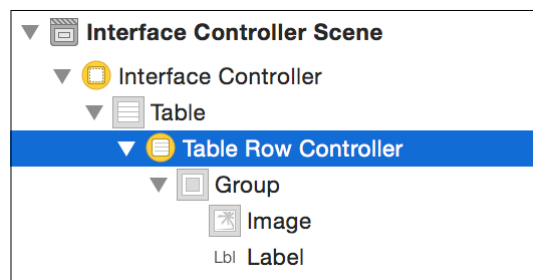 Interface Controller Scene
Interface Controller
Table
Table Row Controller
Group
Image
Lbl Label